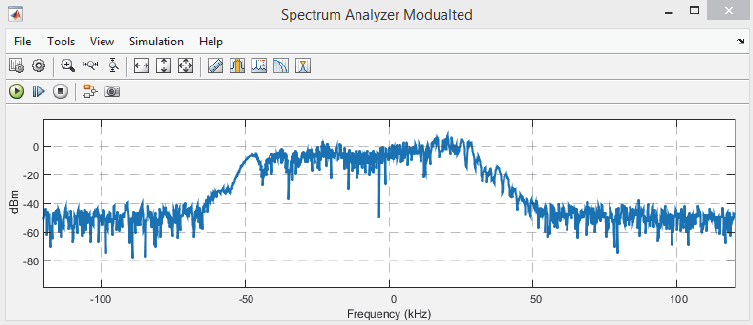 Spectrum Analyzer Modualted
File Tools View Simulation Help
dBm
0
-20
-40
-60
-80
-100 -50 0 50 100
Frequency (kHz)